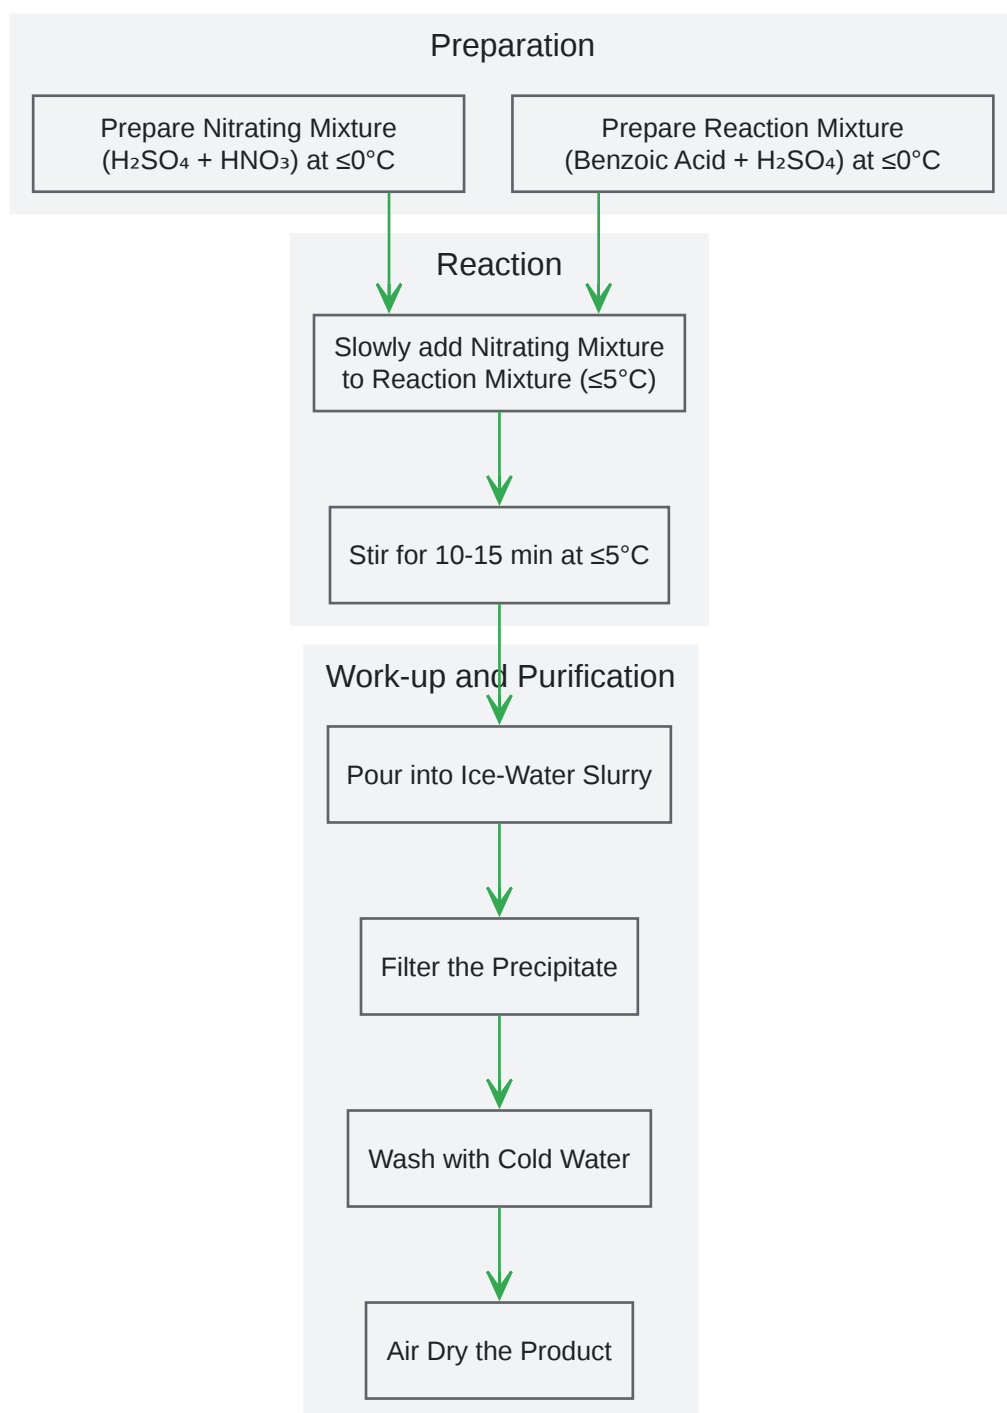 Preparation
Prepare Nitrating Mixture
(H₂SO₄ + HNO₃) at ≤0°C
Prepare Reaction Mixture
(Benzoic Acid + H₂SO₄) at ≤0°C
Reaction
Slowly add Nitrating Mixture
to Reaction Mixture (≤5°C)
Stir for 10-15 min at ≤5°C
Work-up and Purification
Pour into Ice-Water Slurry
Filter the Precipitate
Wash with Cold Water
Air Dry the Product